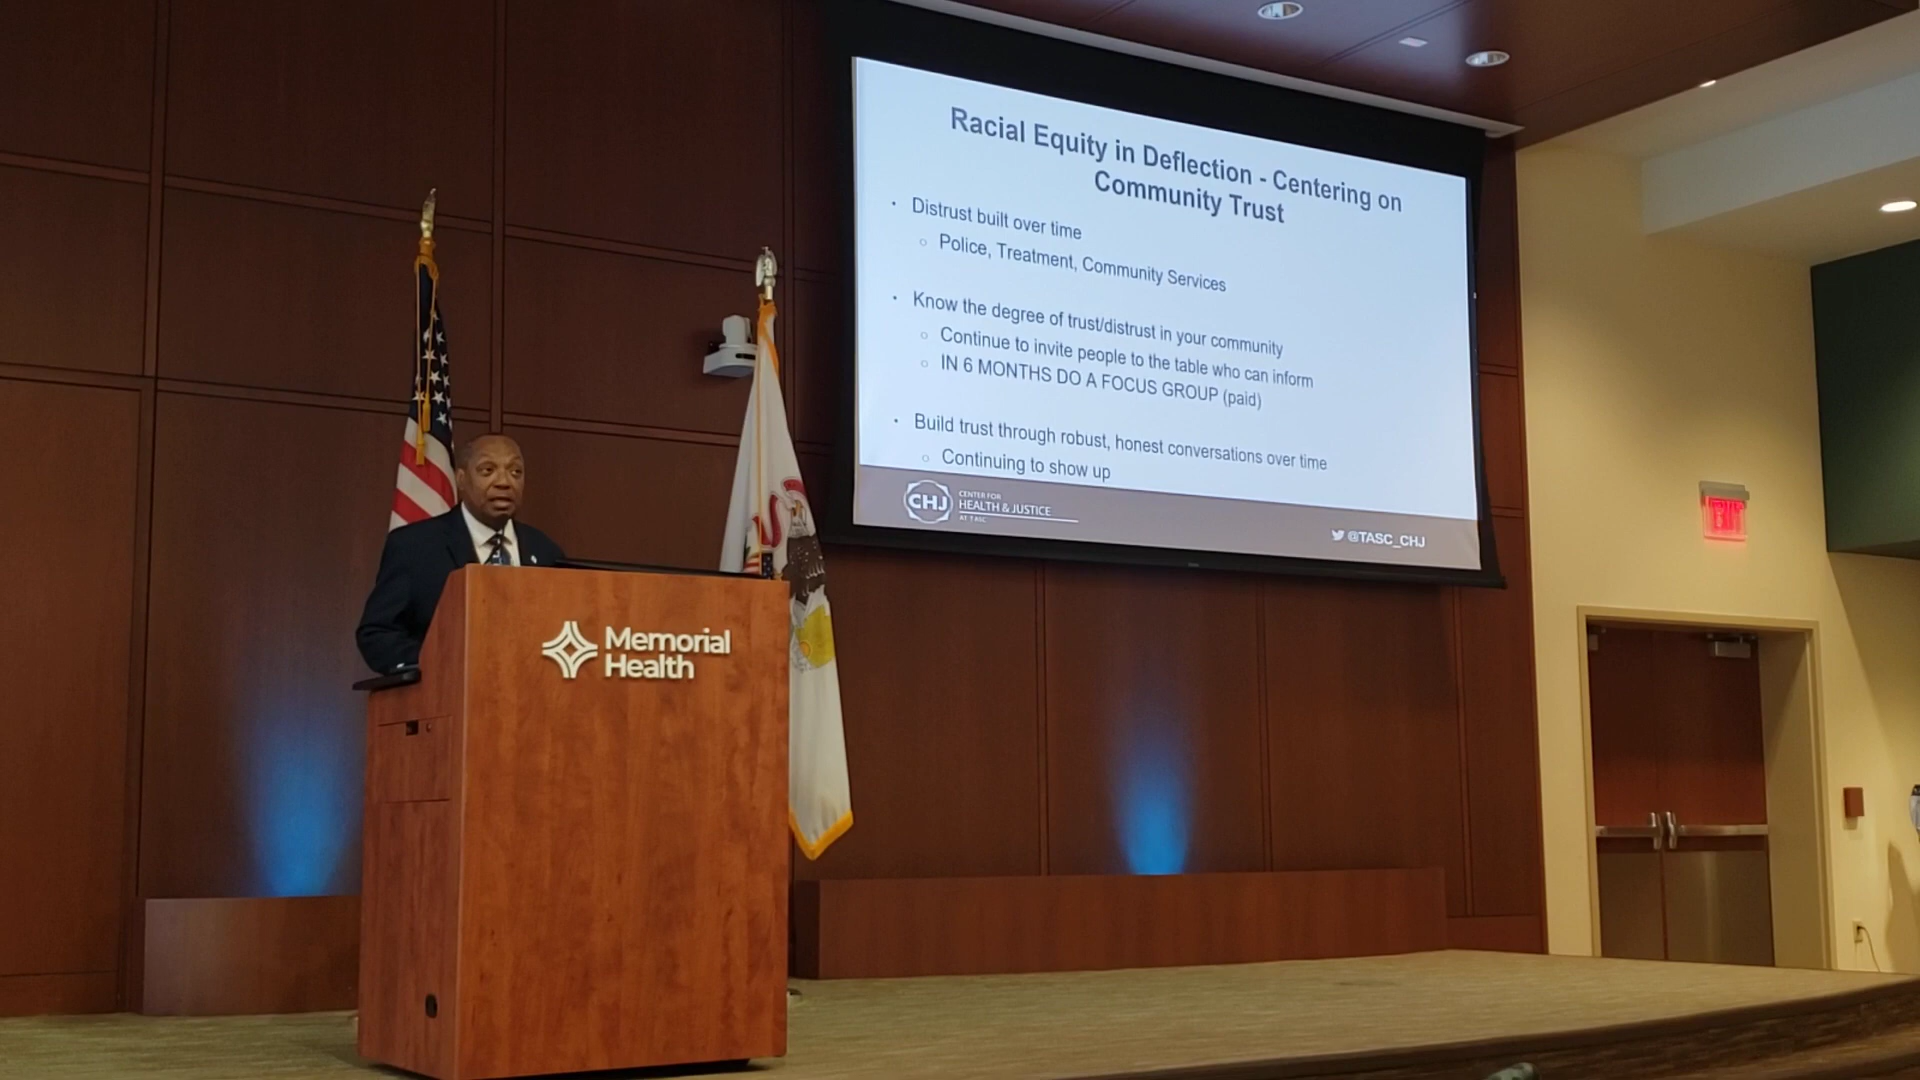 Racial Equity in Deflection - Centering on
Community Trust
• Distrust built over time
○ Police, Treatment, Community Services
• Know the degree of trust/distrust in your community
○ Continue to invite people to the table who can inform
○ IN 6 MONTHS DO A FOCUS GROUP (paid)
• Build trust through robust, honest conversations over time
○ Continuing to show up
CHJ
CENTER FOR
HEALTH & JUSTICE
AT TASC
@TASC_CHJ
EXIT
Memorial
Health